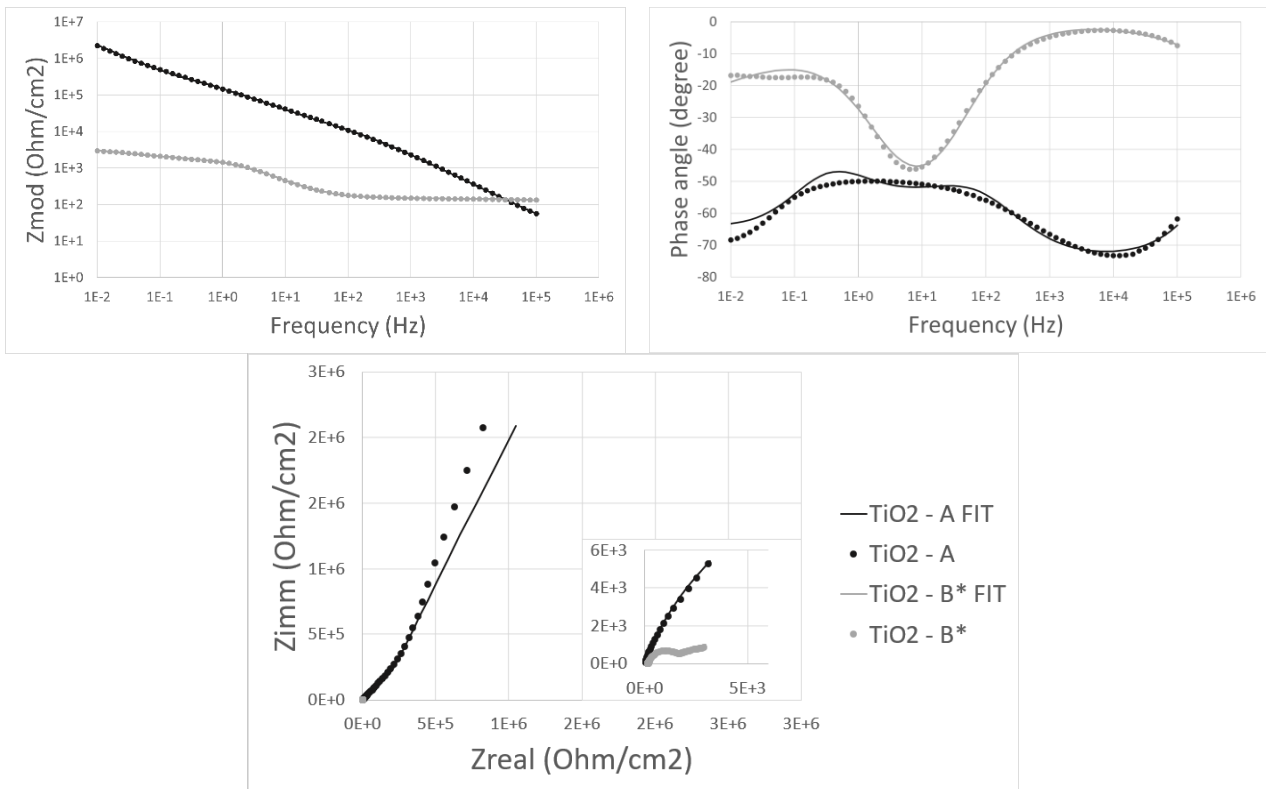 1E+7
1E+6
1E+5
1E+4
1E+3
1E+2
1E+1
1E+0
Zmod (Ohm/cm2)
1E-2 1E-1 1E+0 1E+1 1E+2 1E+3 1E+4 1E+5 1E+6
Frequency (Hz)
0
-10
-20
-30
-40
-50
-60
-70
-80
Phase angle (degree)
1E-2 1E-1 1E+0 1E+1 1E+2 1E+3 1E+4 1E+5 1E+6
Frequency (Hz)
3E+6
2E+6
2E+6
1E+6
5E+5
0E+0
Zimm (Ohm/cm2)
0E+0 5E+5 1E+6 2E+6 2E+6 3E+6 3E+6
Zreal (Ohm/cm2)
6E+3
4E+3
2E+3
0E+0
0E+0 5E+3
TiO2 - A FIT
TiO2 - A
TiO2 - B* FIT
TiO2 - B*